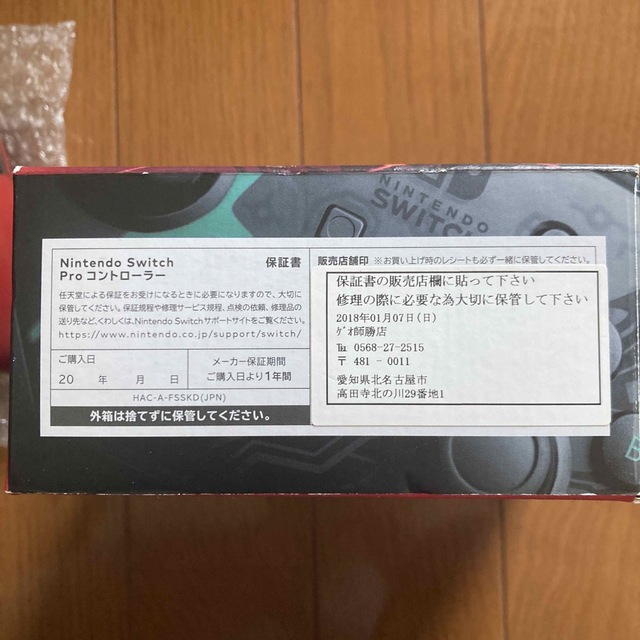 NINTENDO
SWITCH
Nintendo Switch
Pro コントローラー
保証書
任天堂による保証をお受けになるときに必要になりますので、大切に
保管してください。保証規程や修理サービス規程、点検の依頼、修理品の
送り先など、くわしくは、Nintendo Switchサポートサイトをご覧ください。
https://www.nintendo.co.jp/support/switch/
ご購入日
20 年 月 日
メーカー保証期間
ご購入日より1年間
HAC-A-FSSKD(JPN)
外箱は捨てずに保管してください。
販売店舗印 ※お買い上げ時のレシートも必ず一緒に保管してください。
保証書の販売店欄に貼って下さい
修理の際に必要な為大切に保管して下さい
2018年01月07日(日)
ゲオ師勝店
℡ 0568-27-2515
〒 481 - 0011
愛知県北名古屋市
高田寺北の川29番地1
B